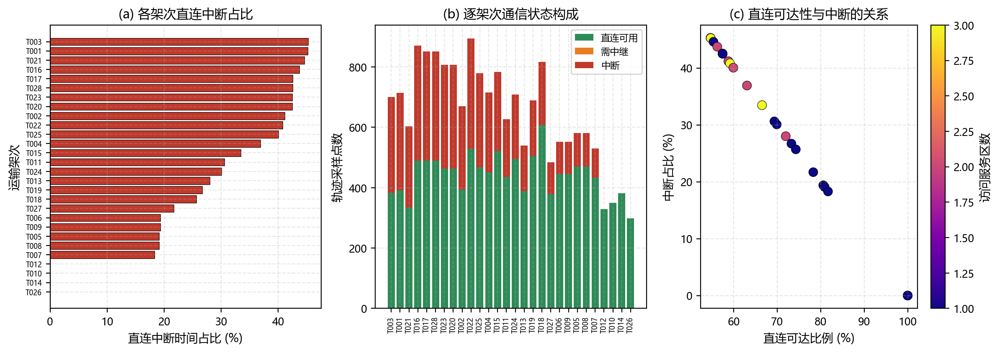 (a) 各架次直连中断占比
运输架次
T003
T001
T021
T016
T017
T028
T023
T020
T002
T022
T025
T004
T015
T011
T024
T013
T019
T018
T027
T006
T009
T005
T008
T007
T012
T010
T014
T026
0 10 20 30 40
直连中断时间占比 (%)
(b) 逐架次通信状态构成
直连可用
需中继
中断
轨迹采样点数
800
600
400
200
0
T003 T001 T021 T016 T017 T028 T023 T020 T002 T022 T025 T004 T015 T011 T024 T013 T019 T018 T027 T006 T009 T005 T008 T007 T012 T010 T014 T026
(c) 直连可达性与中断的关系
中断占比 (%)
40
30
20
10
0
60 70 80 90 100
直连可达比例 (%)
3.00
2.75
2.50
2.25
2.00
1.75
1.50
1.25
1.00
访问服务区数